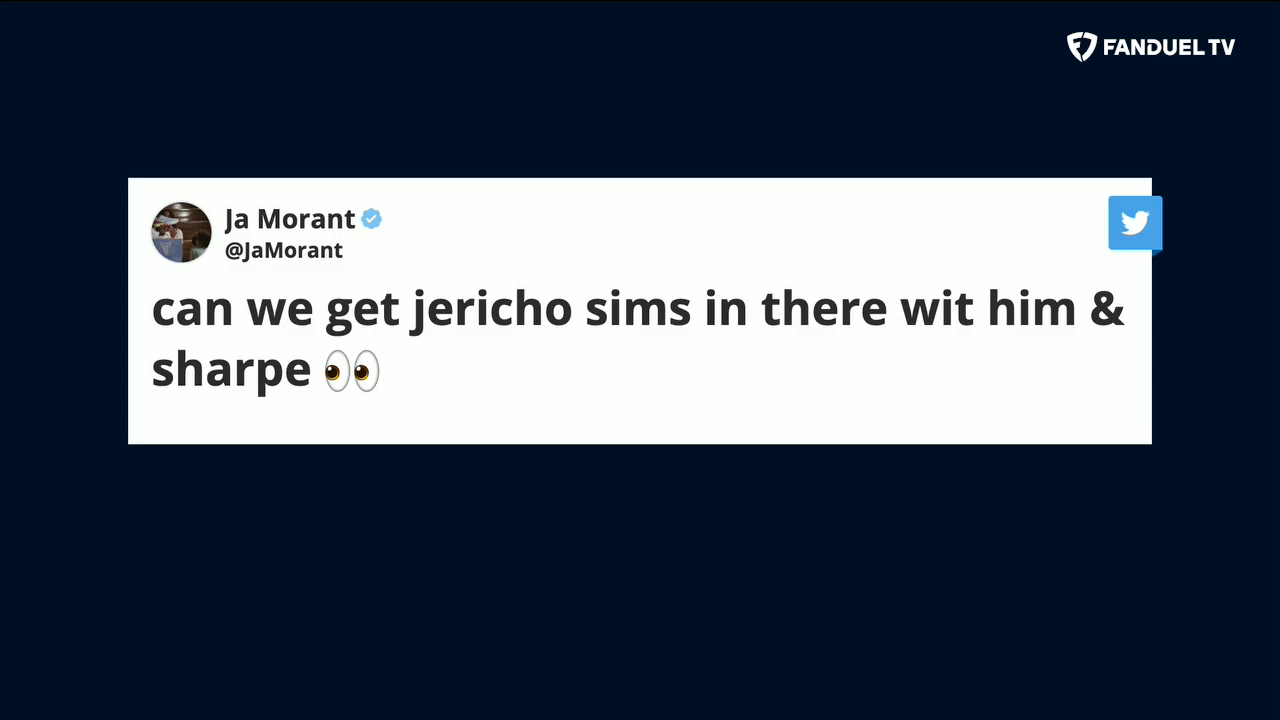 FANDUEL TV
Ja Morant
@JaMorant
can we get jericho sims in there wit him &
sharpe 👀